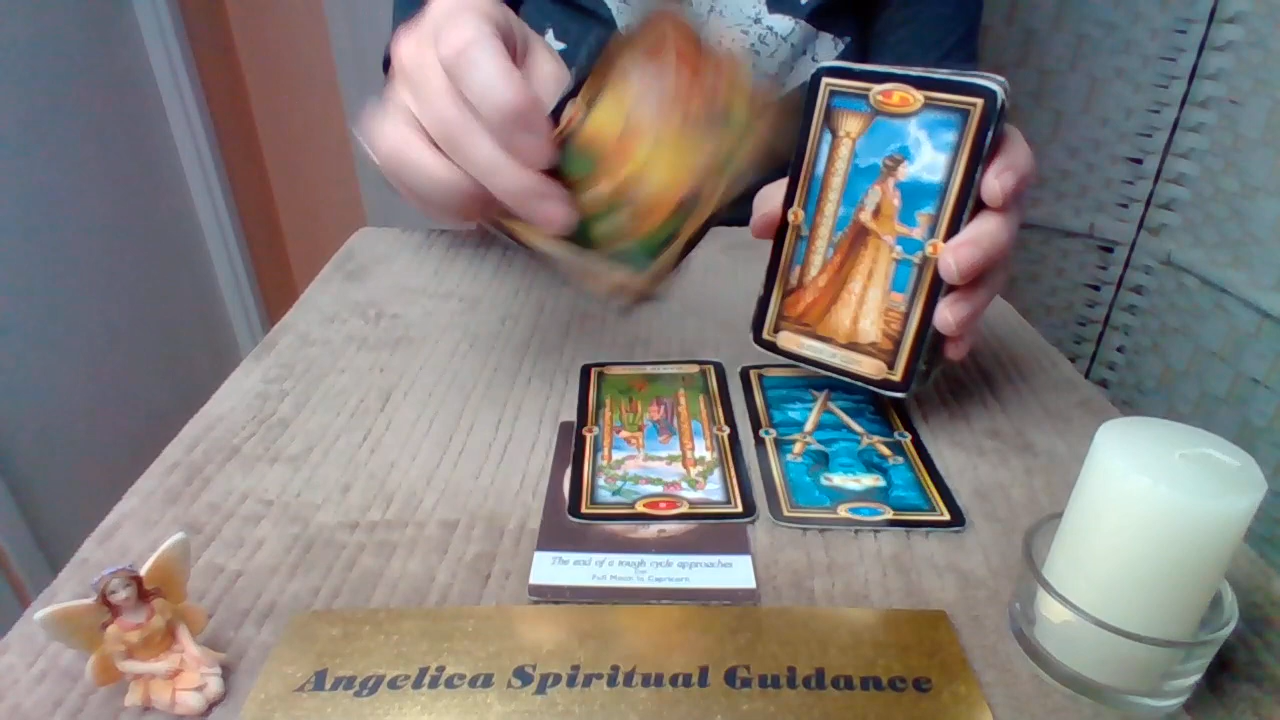 The end of a tough cycle approaches
Full Moon in Capricorn
Angelica Spiritual Guidance